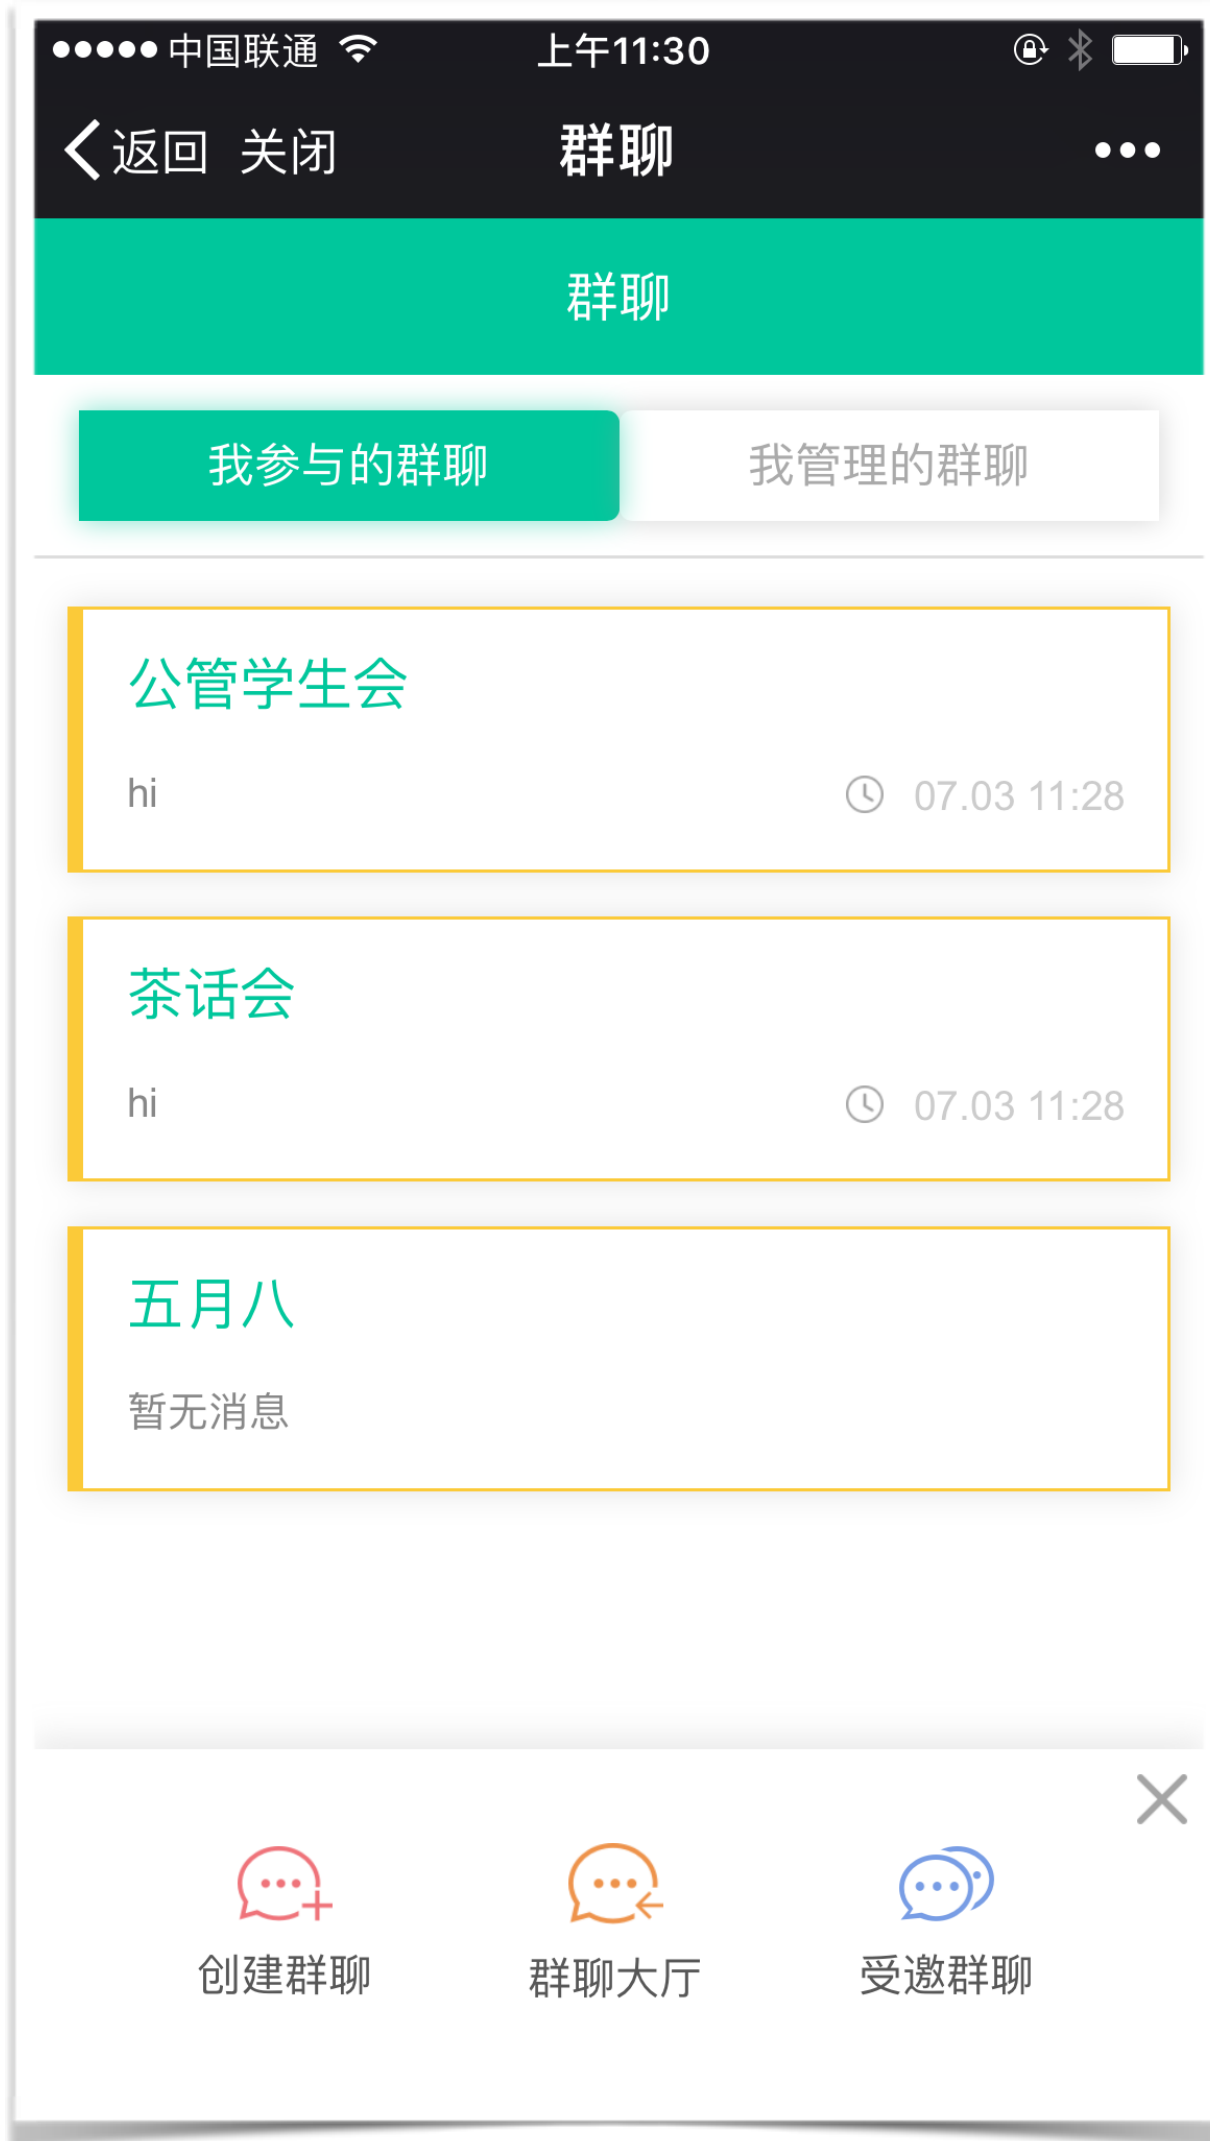 中国联通 上午11:30
返回 关闭 群聊
群聊
我参与的群聊 我管理的群聊
公管学生会
hi 07.03 11:28
茶话会
hi 07.03 11:28
五月八
暂无消息
创建群聊 群聊大厅 受邀群聊